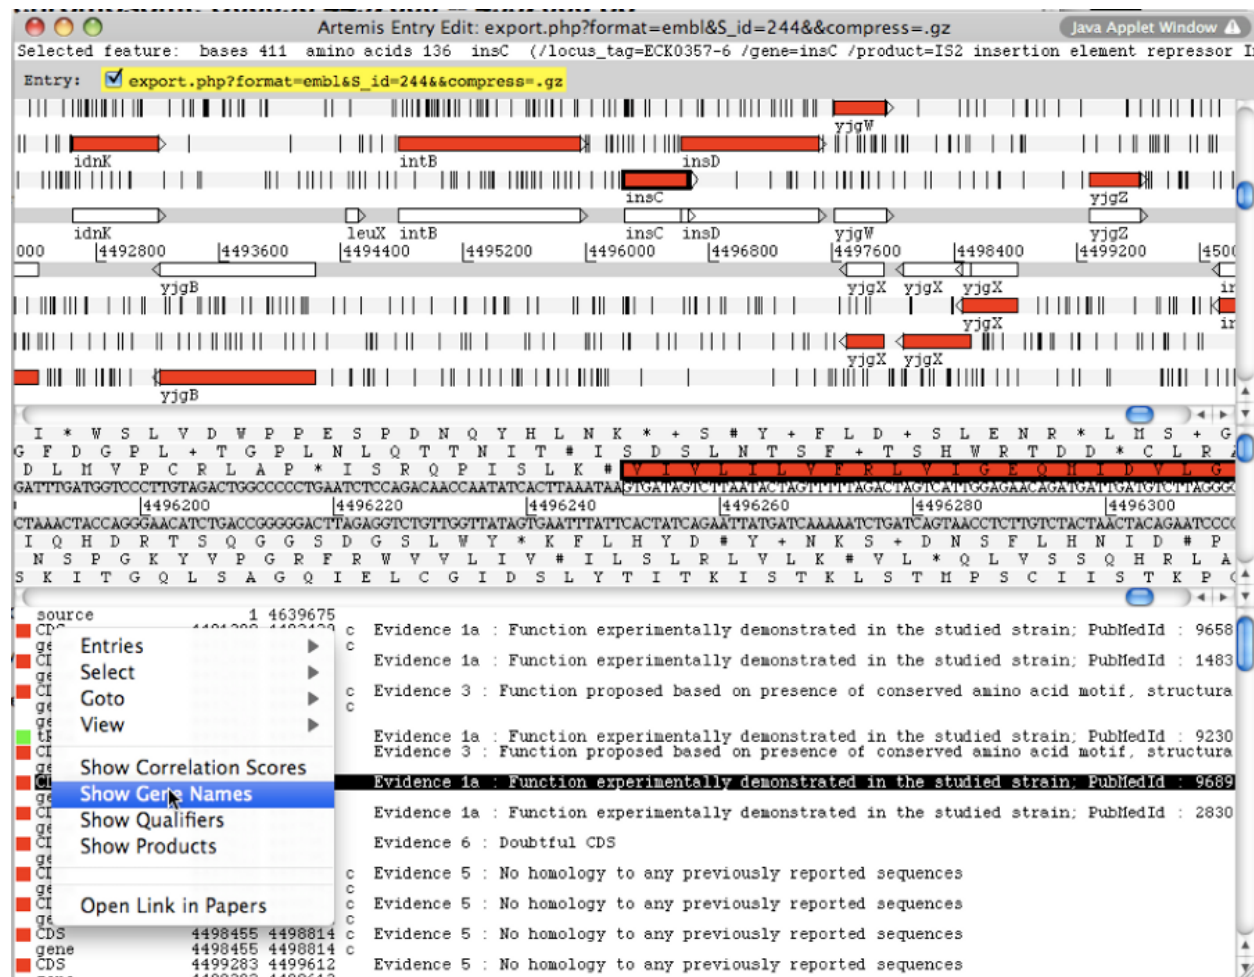 Artemis Entry Edit: export.php?format=embl&S_id=244&&compress=.gz
Java Applet Window
Selected feature: bases 411 amino acids 136 insC (/locus_tag=ECK0357-6 /gene=insC /product=IS2 insertion element repressor I
Entry: export.php?format=embl&S_id=244&&compress=.gz
yjgW
idnK intB insD
insC yjgZ
idnK leuX intB insC insD yjgW yjgZ
000 4492800 4493600 4494400 4495200 4496000 4496800 4497600 4498400 4499200 450
yjgB yjgX yjgX yjgX
yjgX
yjgX yjgX
yjgB
I * W S L V D W P P E S P D N Q Y H L N K * + S # Y + F L D + S L E N R * L M S + G
G F D G P L + T G P L N L Q T T N I T # I S D S L N T S F + T S H W R T D D * C L R
D L M V P C R L A P * I S R Q P I S L K # V I V L I L V F R L V I G E Q H I D V L G
4496200 4496220 4496240 4496260 4496280 4496300
I Q H D R T S Q G G S D G S L W Y * K F L H Y D # Y + N K S + D N S F L H N I D # P
N S P G K Y V P G R F R W V V L I V # I L S L R L V L K # V L * Q L V S S Q H R L A
S K I T G Q L S A G Q I E L C G I D S L Y T I T K I S T K L S T M P S C I I S T K P
source 1 4639675
c Evidence 1a : Function experimentally demonstrated in the studied strain; PubMedId : 9658
c
Evidence 1a : Function experimentally demonstrated in the studied strain; PubMedId : 1483
c Evidence 3 : Function proposed based on presence of conserved amino acid motif, structura
c
Evidence 1a : Function experimentally demonstrated in the studied strain; PubMedId : 9230
Evidence 3 : Function proposed based on presence of conserved amino acid motif, structura
Evidence 1a : Function experimentally demonstrated in the studied strain; PubMedId : 9689
Evidence 1a : Function experimentally demonstrated in the studied strain; PubMedId : 2830
Evidence 6 : Doubtful CDS
c Evidence 5 : No homology to any previously reported sequences
c
c Evidence 5 : No homology to any previously reported sequences
c
CDS 4498455 4498814 c Evidence 5 : No homology to any previously reported sequences
gene 4498455 4498814 c
CDS 4499283 4499612 Evidence 5 : No homology to any previously reported sequences
Entries
Select
Goto
View
Show Correlation Scores
Show Gene Names
Show Qualifiers
Show Products
Open Link in Papers